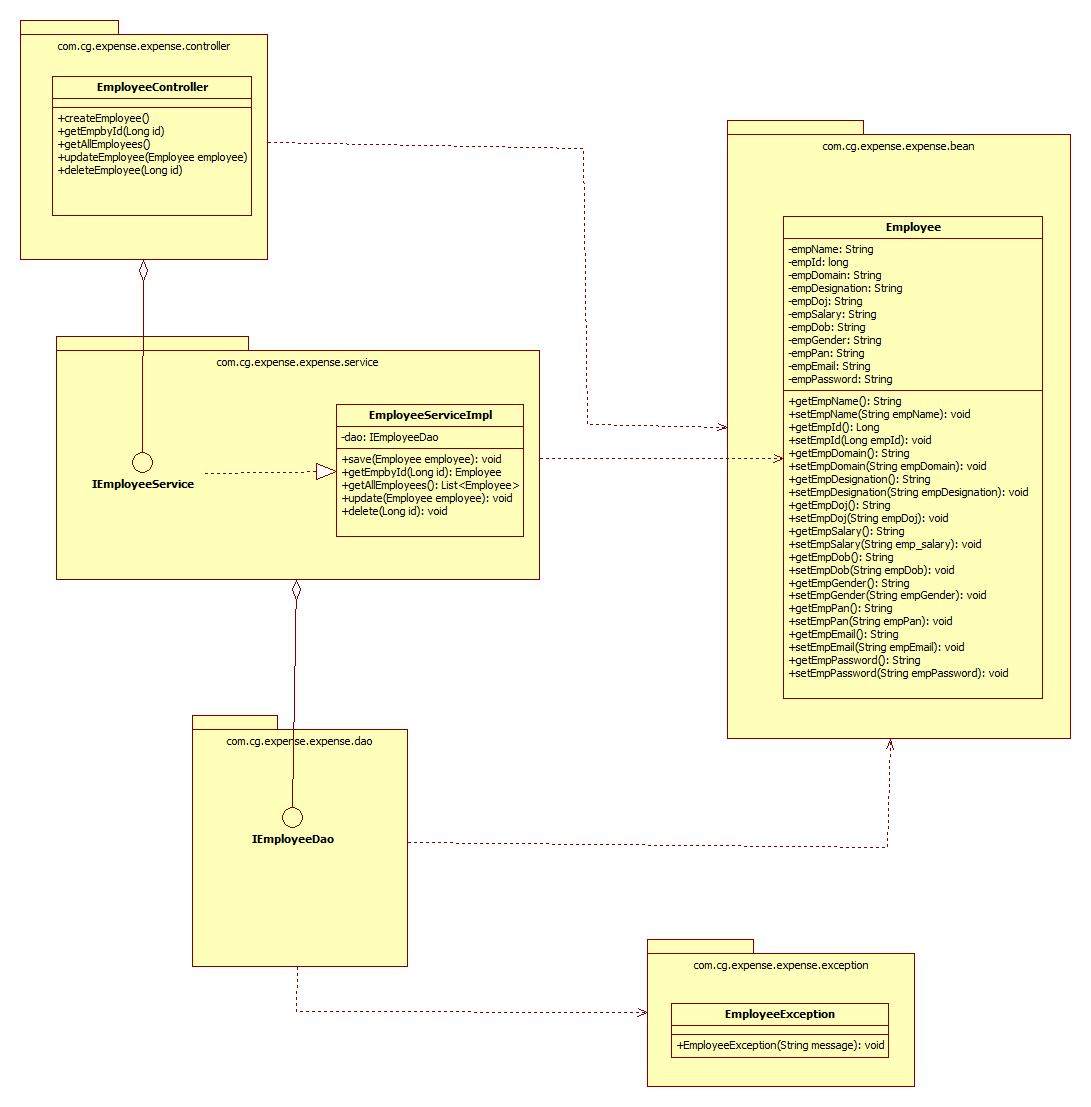 com.cg.expense.expense.controller
EmployeeController
+createEmployee()
+getEmpbyId(Long id)
+getAllEmployees()
+updateEmployee(Employee employee)
+deleteEmployee(Long id)
com.cg.expense.expense.bean
Employee
-empName: String
-empId: long
-empDomain: String
-empDesignation: String
-empDoj: String
-empSalary: String
-empDob: String
-empGender: String
-empPan: String
-empEmail: String
-empPassword: String
+getEmpName(): String
+setEmpName(String empName): void
+getEmpId(): Long
+setEmpId(Long empId): void
+getEmpDomain(): String
+setEmpDomain(String empDomain): void
+getEmpDesignation(): String
+setEmpDesignation(String empDesignation): void
+getEmpDoj(): String
+setEmpDoj(String empDoj): void
+getEmpSalary(): String
+setEmpSalary(String emp_salary): void
+getEmpDob(): String
+setEmpDob(String empDob): void
+getEmpGender(): String
+setEmpGender(String empGender): void
+getEmpPan(): String
+setEmpPan(String empPan): void
+getEmpEmail(): String
+setEmpEmail(String empEmail): void
+getEmpPassword(): String
+setEmpPassword(String empPassword): void
com.cg.expense.expense.service
EmployeeServiceImpl
-dao: IEmployeeDao
+save(Employee employee): void
+getEmpbyId(Long id): Employee
+getAllEmployees(): List<Employee>
+update(Employee employee): void
+delete(Long id): void
IEmployeeService
com.cg.expense.expense.dao
IEmployeeDao
com.cg.expense.expense.exception
EmployeeException
+EmployeeException(String message): void